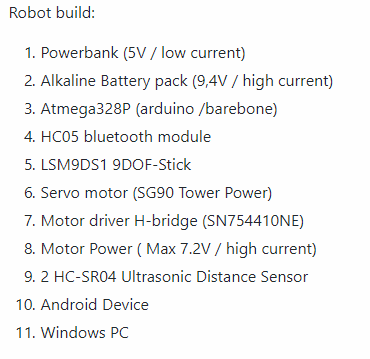 Robot build:
1. Powerbank (5V / low current)
2. Alkaline Battery pack (9,4V / high current)
3. Atmega328P (arduino /barebone)
4. HC05 bluetooth module
5. LSM9DS1 9DOF-Stick
6. Servo motor (SG90 Tower Power)
7. Motor driver H-bridge (SN754410NE)
8. Motor Power ( Max 7.2V / high current)
9. 2 HC-SR04 Ultrasonic Distance Sensor
10. Android Device
11. Windows PC